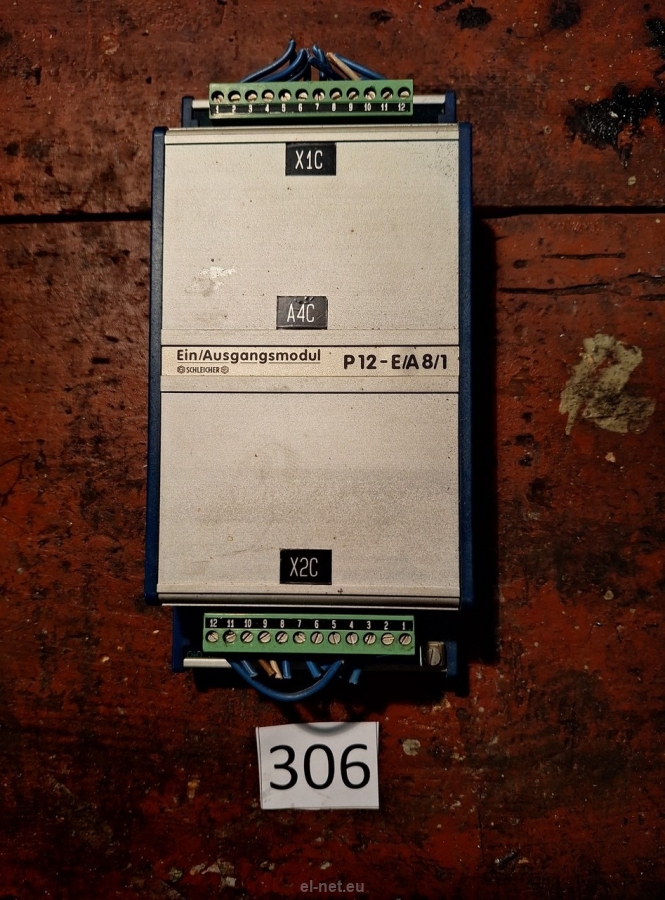 1 2 3 4 5 6 7 8 9 10 11 12
X1C
A4C
Ein/Ausgangsmodul P12-E/A8/1
SCHLEICHER
X2C
12 11 10 9 8 7 6 5 4 3 2 1
306
el-net.eu